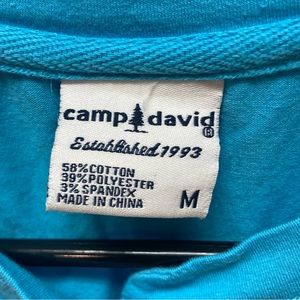 camp david®
Established 1993
58%COTTON
39%POLYESTER
3%SPANDEX
MADE IN CHINA
M